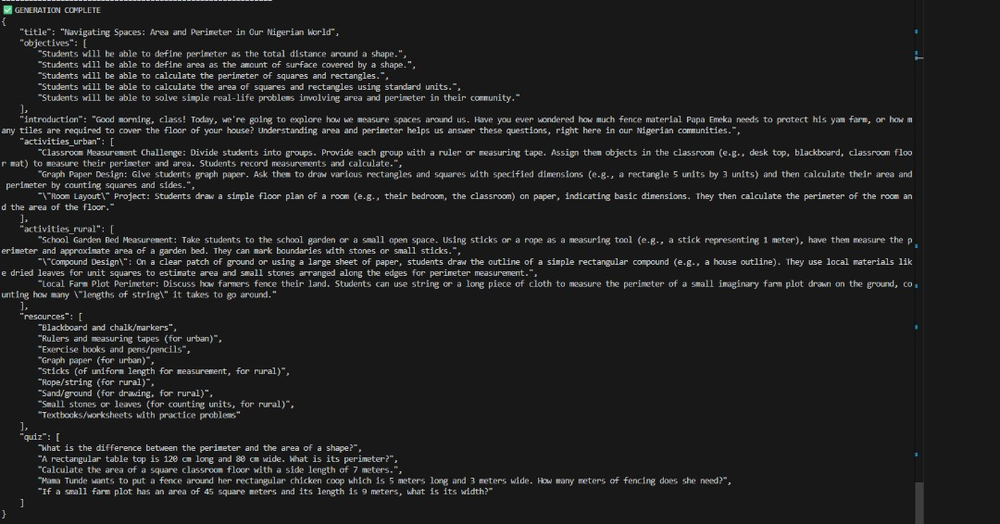 ✅ GENERATION COMPLETE
{
    "title": "Navigating Spaces: Area and Perimeter in Our Nigerian World",
    "objectives": [
        "Students will be able to define perimeter as the total distance around a shape.",
        "Students will be able to define area as the amount of surface covered by a shape.",
        "Students will be able to calculate the perimeter of squares and rectangles.",
        "Students will be able to calculate the area of squares and rectangles using standard units.",
        "Students will be able to solve simple real-life problems involving area and perimeter in their community."
    ],
    "introduction": "Good morning, class! Today, we're going to explore how we measure spaces around us. Have you ever wondered how much fence material Papa Emeka needs to protect his yam farm, or how m
any tiles are required to cover the floor of your house? Understanding area and perimeter helps us answer these questions, right here in our Nigerian communities.",
    "activities_urban": [
        "Classroom Measurement Challenge: Divide students into groups. Provide each group with a ruler or measuring tape. Assign them objects in the classroom (e.g., desk top, blackboard, classroom floo
r mat) to measure their perimeter and area. Students record measurements and calculate.",
        "Graph Paper Design: Give students graph paper. Ask them to draw various rectangles and squares with specified dimensions (e.g., a rectangle 5 units by 3 units) and then calculate their area and
 perimeter by counting squares and sides.",
        "\"Room Layout\" Project: Students draw a simple floor plan of a room (e.g., their bedroom, the classroom) on paper, indicating basic dimensions. They then calculate the perimeter of the room an
d the area of the floor."
    ],
    "activities_rural": [
        "School Garden Bed Measurement: Take students to the school garden or a small open space. Using sticks or a rope as a measuring tool (e.g., a stick representing 1 meter), have them measure the p
erimeter and approximate area of a garden bed. They can mark boundaries with stones or small sticks.",
        "\"Compound Design\": On a clear patch of ground or using a large sheet of paper, students draw the outline of a simple rectangular compound (e.g., a house outline). They use local materials lik
e dried leaves for unit squares to estimate area and small stones arranged along the edges for perimeter measurement.",
        "Local Farm Plot Perimeter: Discuss how farmers fence their land. Students can use string or a long piece of cloth to measure the perimeter of a small imaginary farm plot drawn on the ground, co
unting how many \"lengths of string\" it takes to go around."
    ],
    "resources": [
        "Blackboard and chalk/markers",
        "Rulers and measuring tapes (for urban)",
        "Exercise books and pens/pencils",
        "Graph paper (for urban)",
        "Sticks (of uniform length for measurement, for rural)",
        "Rope/string (for rural)",
        "Sand/ground (for drawing, for rural)",
        "Small stones or leaves (for counting units, for rural)",
        "Textbooks/worksheets with practice problems"
    ],
    "quiz": [
        "What is the difference between the perimeter and the area of a shape?",
        "A rectangular table top is 120 cm long and 80 cm wide. What is its perimeter?",
        "Calculate the area of a square classroom floor with a side length of 7 meters.",
        "Mama Tunde wants to put a fence around her rectangular chicken coop which is 5 meters long and 3 meters wide. How many meters of fencing does she need?",
        "If a small farm plot has an area of 45 square meters and its length is 9 meters, what is its width?"
    ]
}